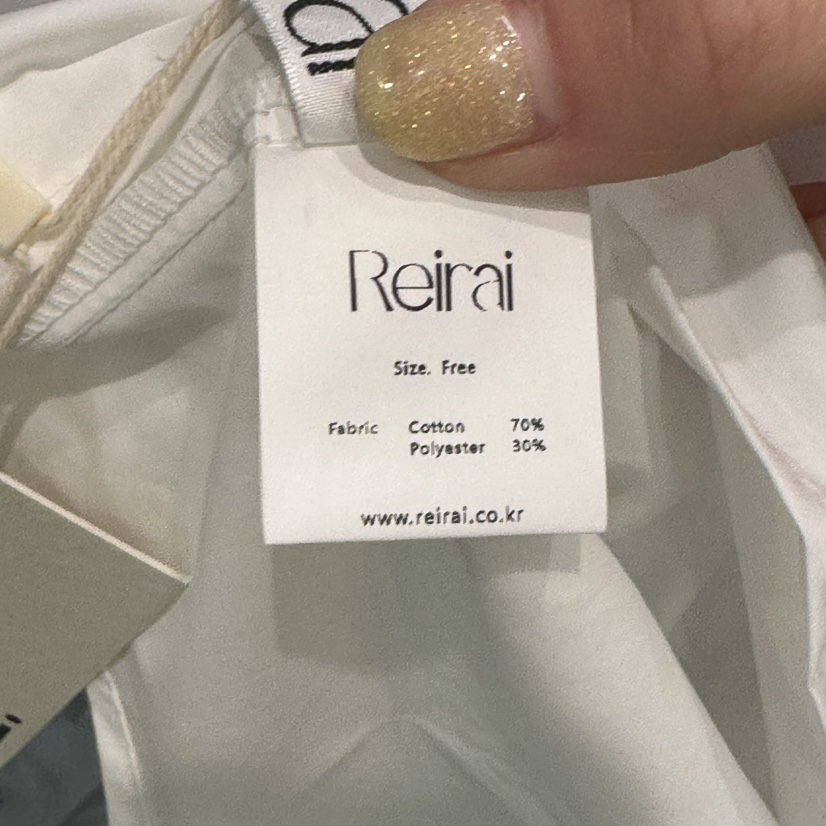 Reirai
Size. Free
Fabric Cotton 70%
Polyester 30%
www.reirai.co.kr